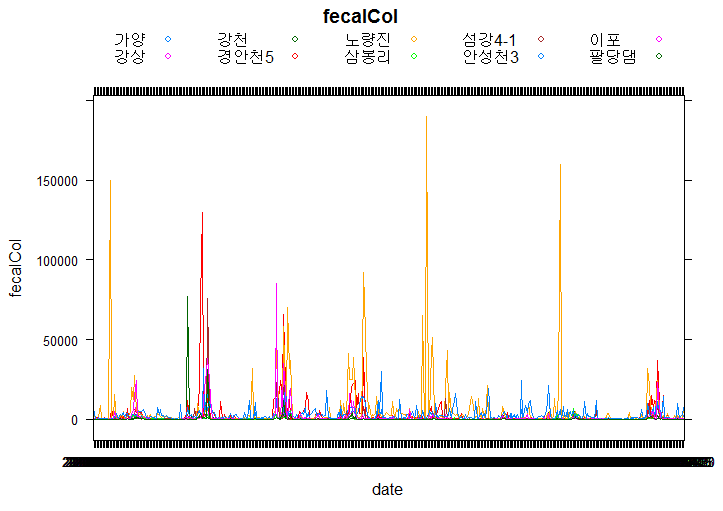 fecalCol
가양 강천 노량진 섬강4-1 이포
강상 경안천5 삼봉리 안성천3 팔당댐
150000
100000
50000
0
fecalCol
date